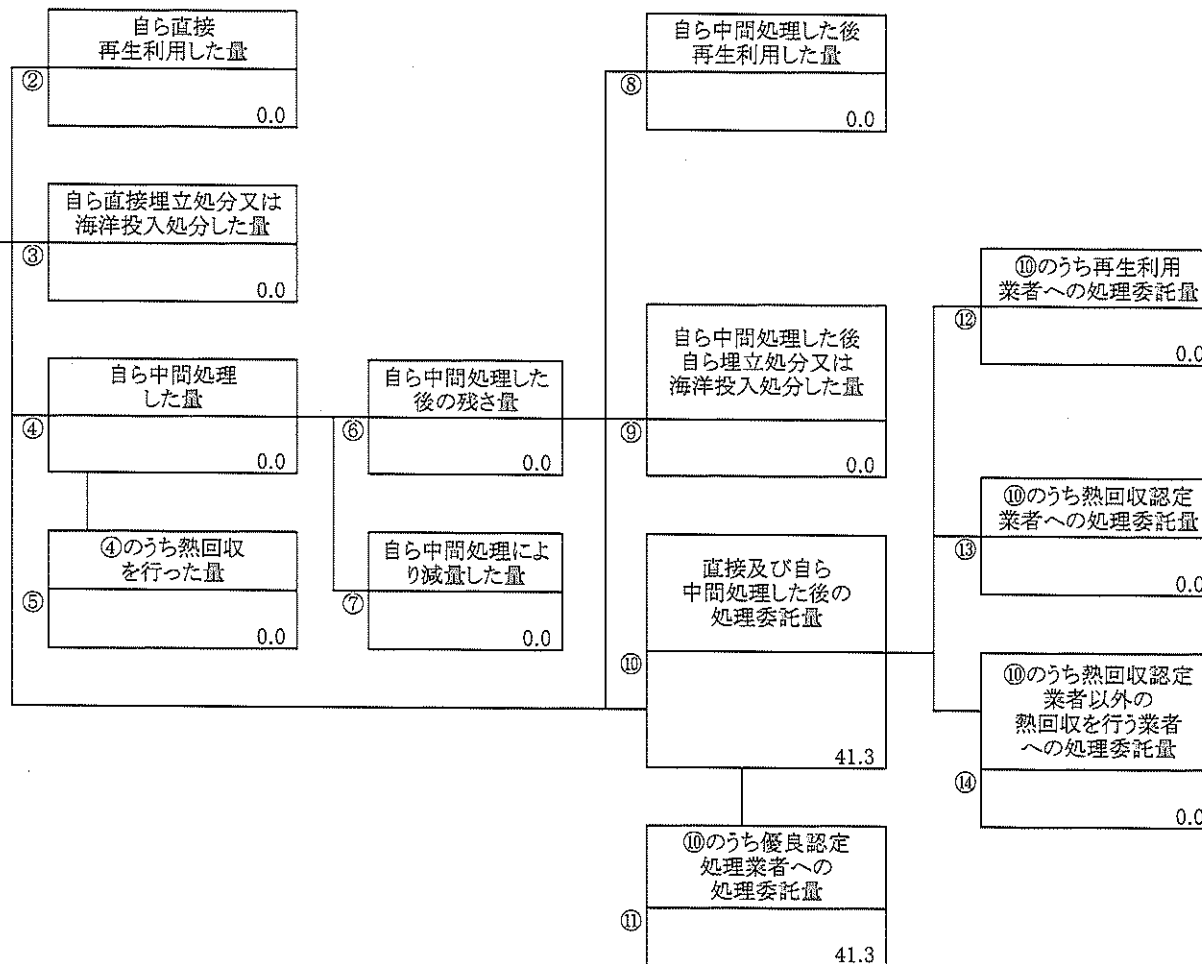 自ら直接
再生利用した量
②
0.0
自ら中間処理した後
再生利用した量
⑧
0.0
自ら直接埋立処分又は
海洋投入処分した量
③
0.0
自ら中間処理
した量
④
0.0
自ら中間処理した
後の残さ量
⑥
0.0
自ら中間処理した後
自ら埋立処分又は
海洋投入処分した量
⑨
0.0
⑩のうち再生利用
業者への処理委託量
⑫
0.0
④のうち熱回収
を行った量
⑤
0.0
自ら中間処理によ
り減量した量
⑦
0.0
直接及び自ら
中間処理した後の
処理委託量
⑩
41.3
⑩のうち熱回収認定
業者への処理委託量
⑬
0.0
⑩のうち熱回収認定
業者以外の
熱回収を行う業者
への処理委託量
⑭
0.0
⑩のうち優良認定
処理業者への
処理委託量
⑪
41.3